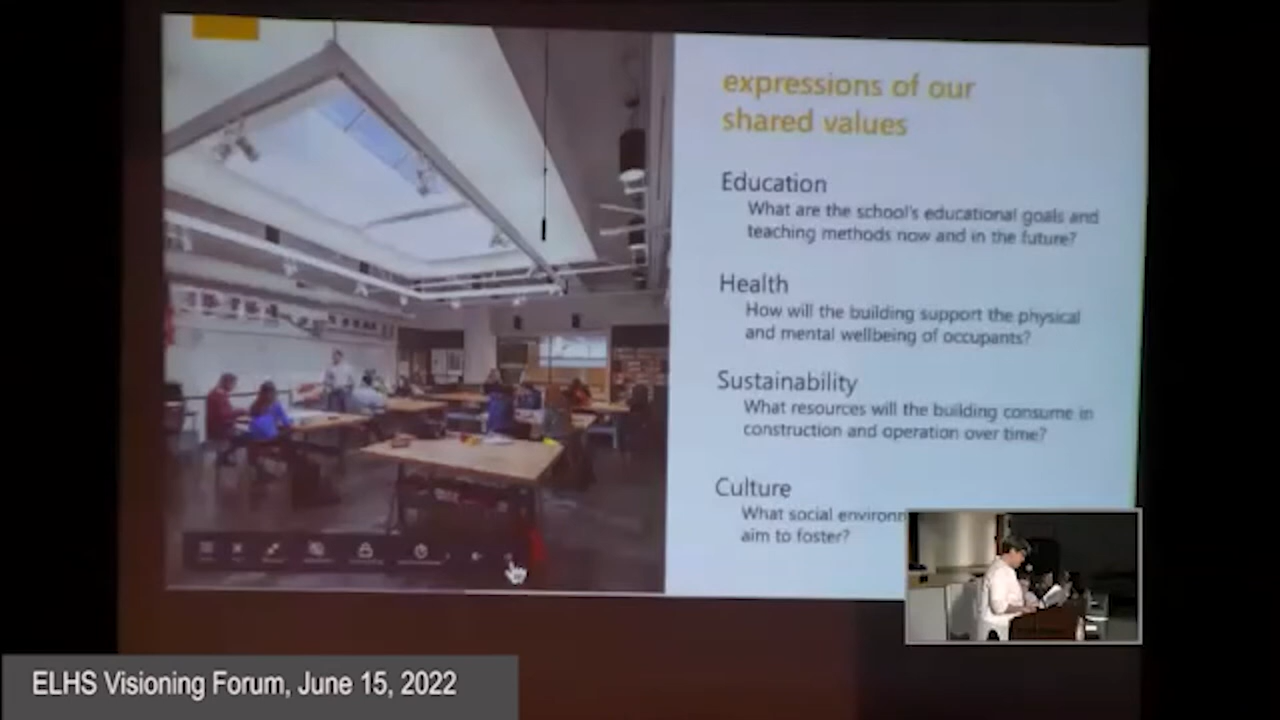 expressions of our
shared values
Education
What are the school's educational goals and
teaching methods now and in the future?
Health
How will the building support the physical
and mental wellbeing of occupants?
Sustainability
What resources will the building consume in
construction and operation over time?
Culture
What social
aim to foster?
ELHS Visioning Forum, June 15, 2022